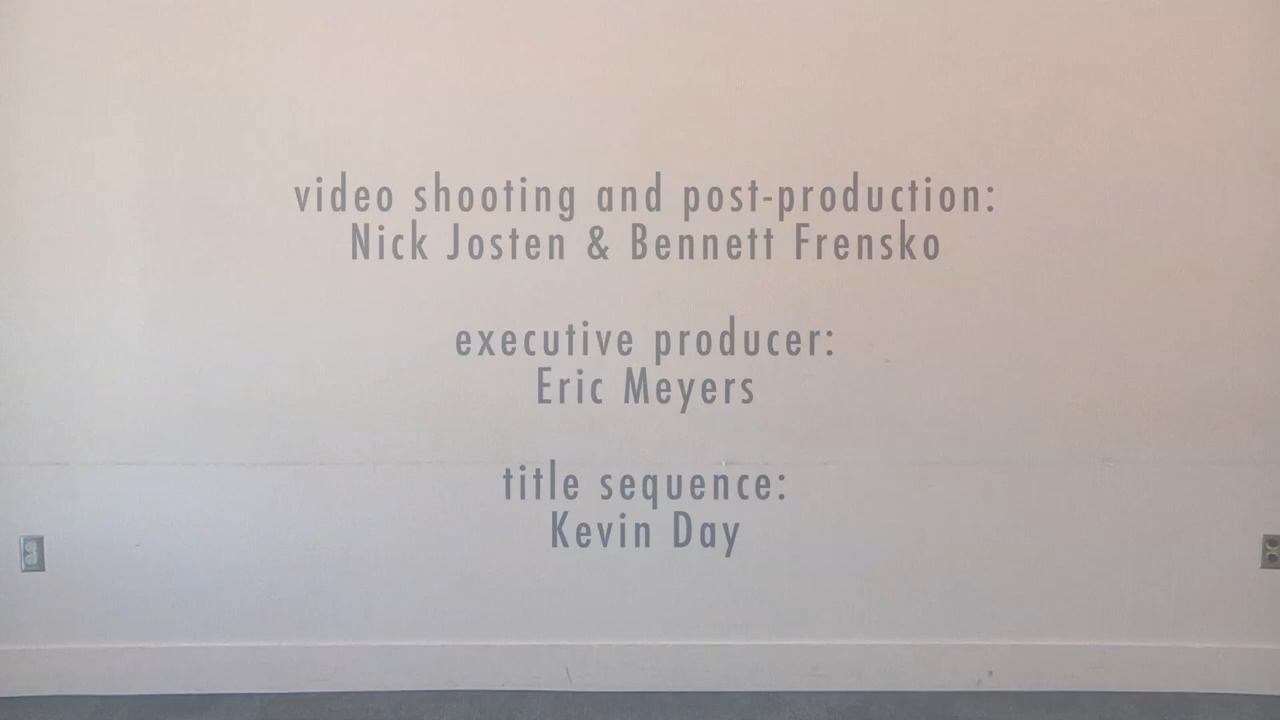 video shooting and post-production:
Nick Josten & Bennett Frensko
executive producer:
Eric Meyers
title sequence:
Kevin Day